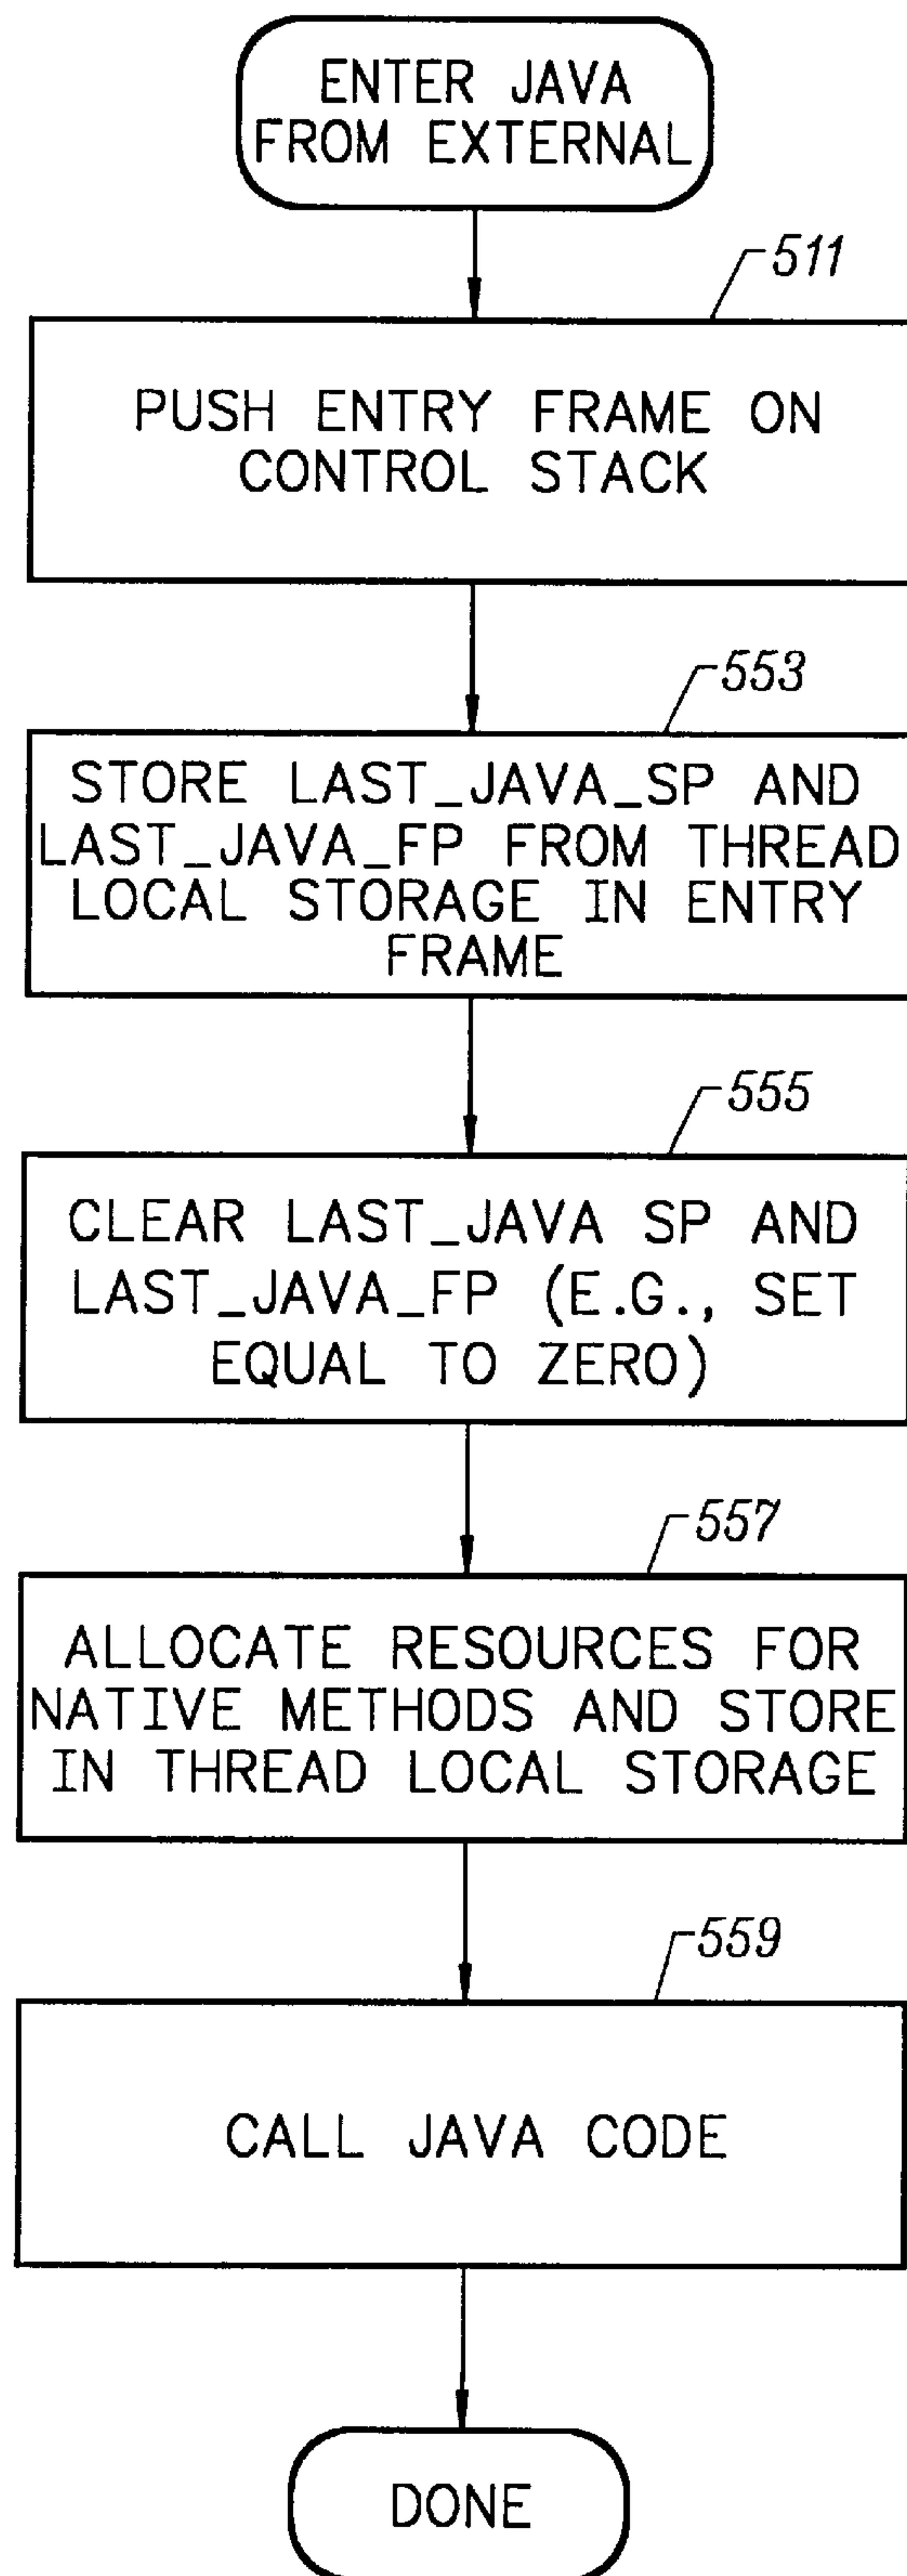 ENTER JAVA
FROM EXTERNAL
511
PUSH ENTRY FRAME ON
CONTROL STACK
553
STORE LAST_JAVA_SP AND
LAST_JAVA_FP FROM THREAD
LOCAL STORAGE IN ENTRY
FRAME
555
CLEAR LAST_JAVA SP AND
LAST_JAVA_FP (E.G., SET
EQUAL TO ZERO)
557
ALLOCATE RESOURCES FOR
NATIVE METHODS AND STORE
IN THREAD LOCAL STORAGE
559
CALL JAVA CODE
DONE